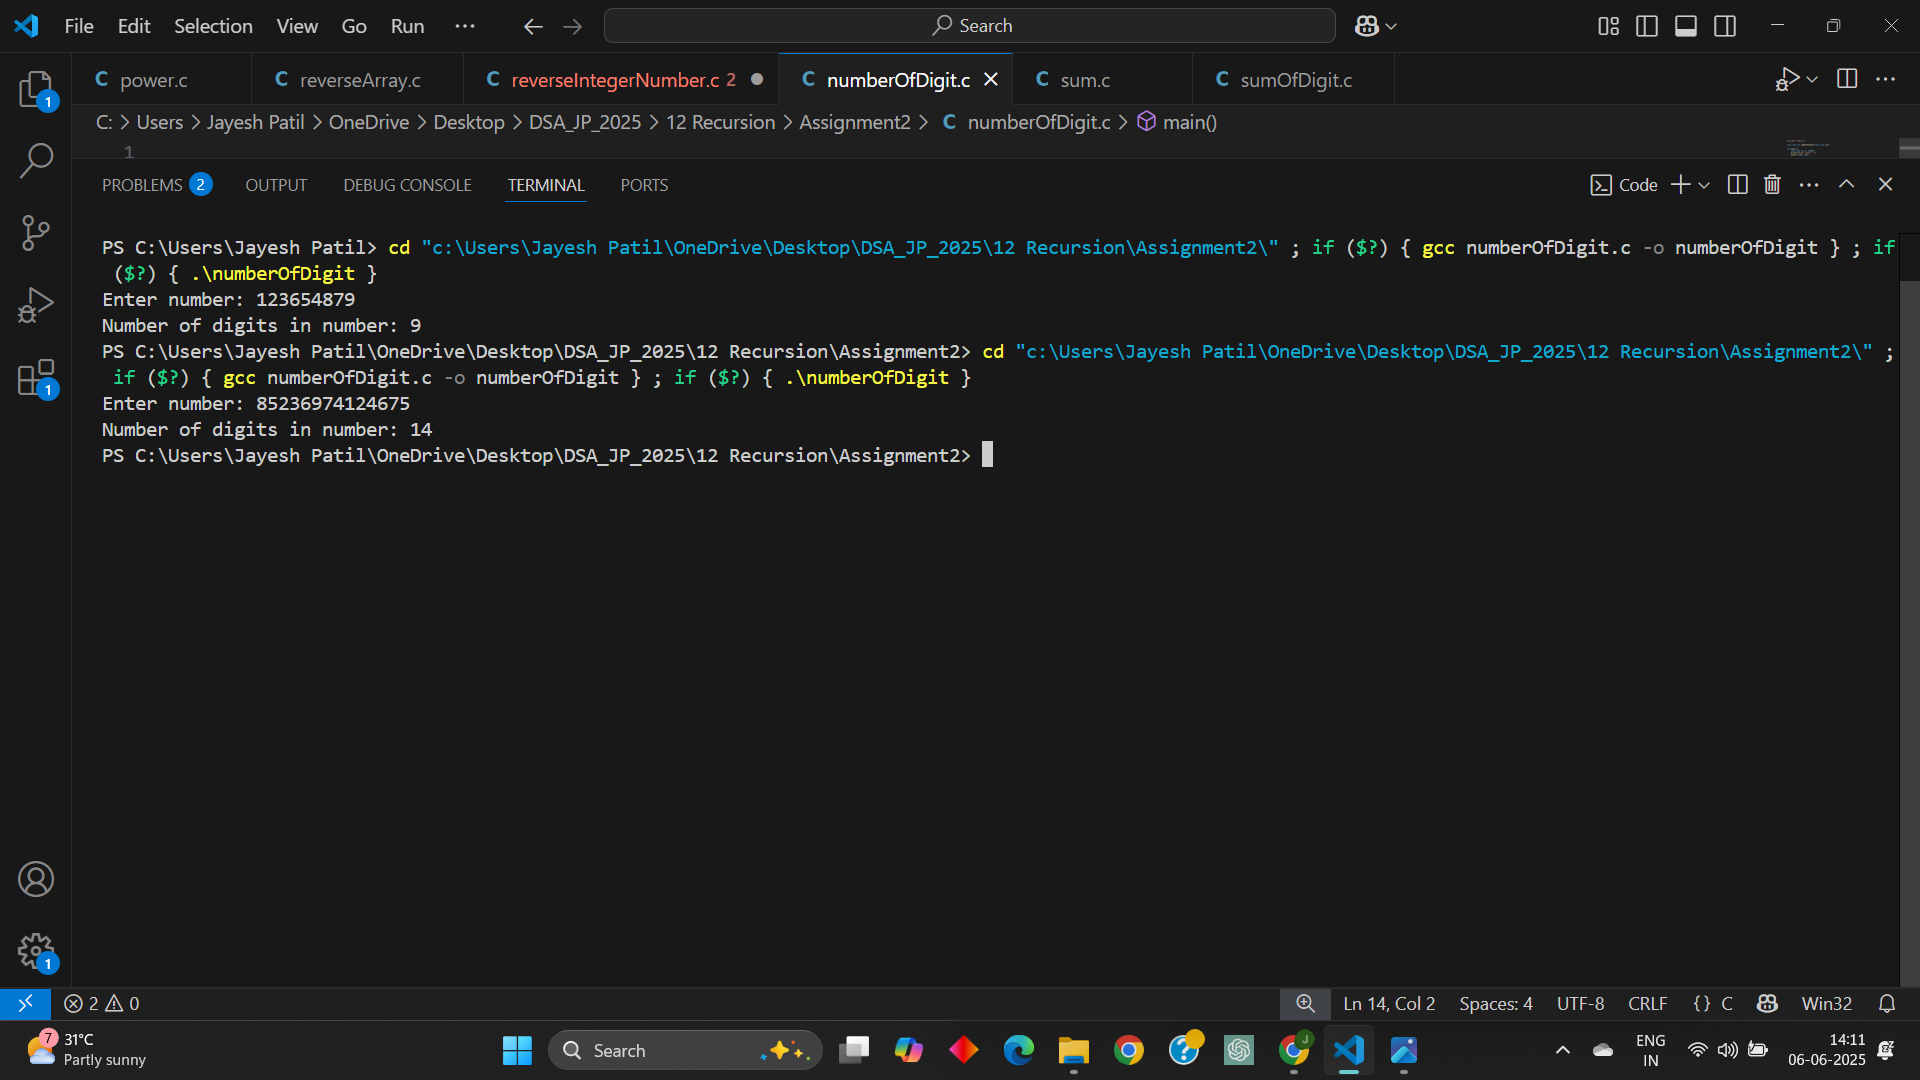 File Edit Selection View Go Run ··· Search
power.c reverseArray.c reverseIntegerNumber.c 2 numberOfDigit.c sum.c sumOfDigit.c
C: > Users > Jayesh Patil > OneDrive > Desktop > DSA_JP_2025 > 12 Recursion > Assignment2 > C numberOfDigit.c > main()
1
PROBLEMS 2 OUTPUT DEBUG CONSOLE TERMINAL PORTS Code
PS C:\Users\Jayesh Patil> cd "c:\Users\Jayesh Patil\OneDrive\Desktop\DSA_JP_2025\12 Recursion\Assignment2\" ; if ($?) { gcc numberOfDigit.c -o numberOfDigit } ; if
($?) { .\numberOfDigit }
Enter number: 123654879
Number of digits in number: 9
PS C:\Users\Jayesh Patil\OneDrive\Desktop\DSA_JP_2025\12 Recursion\Assignment2> cd "c:\Users\Jayesh Patil\OneDrive\Desktop\DSA_JP_2025\12 Recursion\Assignment2\" ;
if ($?) { gcc numberOfDigit.c -o numberOfDigit } ; if ($?) { .\numberOfDigit }
Enter number: 85236974124675
Number of digits in number: 14
PS C:\Users\Jayesh Patil\OneDrive\Desktop\DSA_JP_2025\12 Recursion\Assignment2>
1
1
1
2 0 Ln 14, Col 2 Spaces: 4 UTF-8 CRLF {} C Win32
7 31°C
Partly sunny
Search
ENG
IN
14:11
06-06-2025